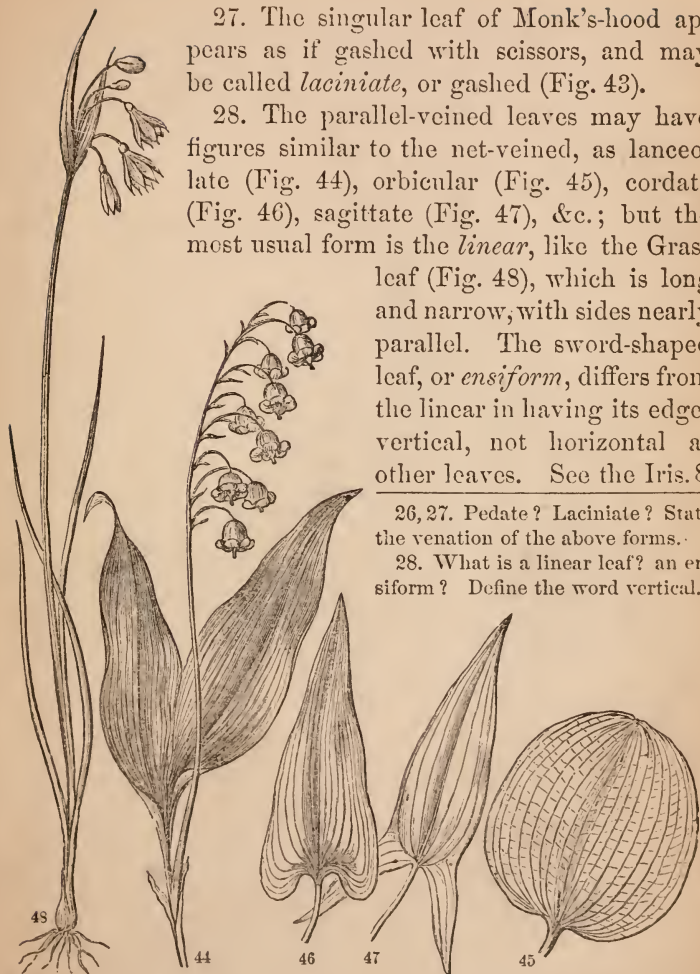 27. The singular leaf of Monk's-hood ap
pears as if gashed with scissors, and may
be called laciniate, or gashed (Fig. 43).
28. The parallel-veined leaves may have
figures similar to the net-veined, as lanceo
late (Fig. 44), orbicular (Fig. 45), cordat
(Fig. 46), sagittate (Fig. 47), &c.; but th
most usual form is the linear, like the Gras
leaf (Fig. 48), which is long
and narrow, with sides nearly
parallel. The sword-shaped
leaf, or ensiform, differs from
the linear in having its edge
vertical, not horizontal a
other leaves. See the Iris.
26, 27. Pedate? Laciniate? Stat
the venation of the above forms.
28. What is a linear leaf? an en
siform? Define the word vertical.
48
44
46
47
45